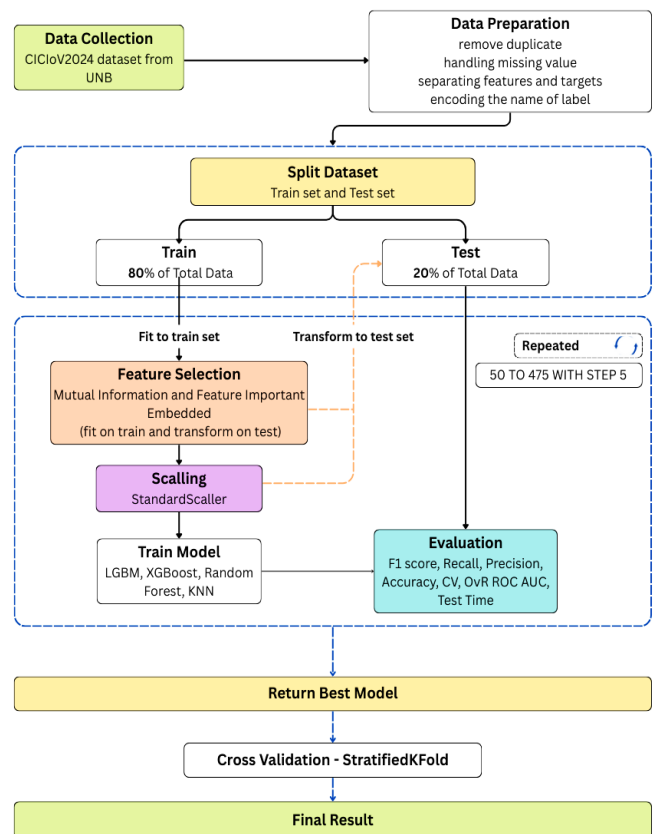 Data Collection
CICIoV2024 dataset from
UNB
Data Preparation
remove duplicate
handling missing value
separating features and targets
encoding the name of label
Split Dataset
Train set and Test set
Train
80% of Total Data
Test
20% of Total Data
Fit to train set
Transform to test set
Repeated
50 TO 475 WITH STEP 5
Feature Selection
Mutual Information and Feature Important
Embedded
(fit on train and transform on test)
Scalling
StandardScaller
Train Model
LGBM, XGBoost, Random
Forest, KNN
Evaluation
F1 score, Recall, Precision,
Accuracy, CV, OvR ROC AUC,
Test Time
Return Best Model
Cross Validation - StratifiedKFold
Final Result